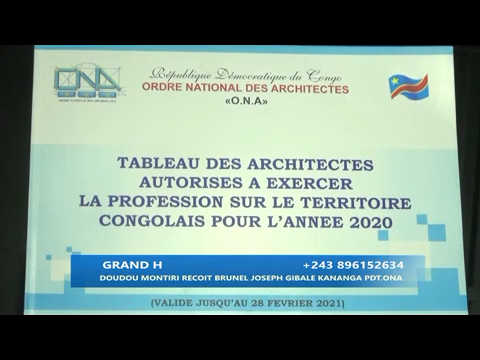 ONA
République Démocratique du Congo
ORDRE NATIONAL DES ARCHITECTES
«O.N.A»
TABLEAU DES ARCHITECTES
AUTORISES A EXERCER
LA PROFESSION SUR LE TERRITOIRE
CONGOLAIS POUR L'ANNEE 2020
GRAND H +243 896152634
DOUDOU MONTIRI RECOIT BRUNEL JOSEPH GIBALE KANANGA PDT.ONA
(VALIDE JUSQU'AU 28 FEVRIER 2021)